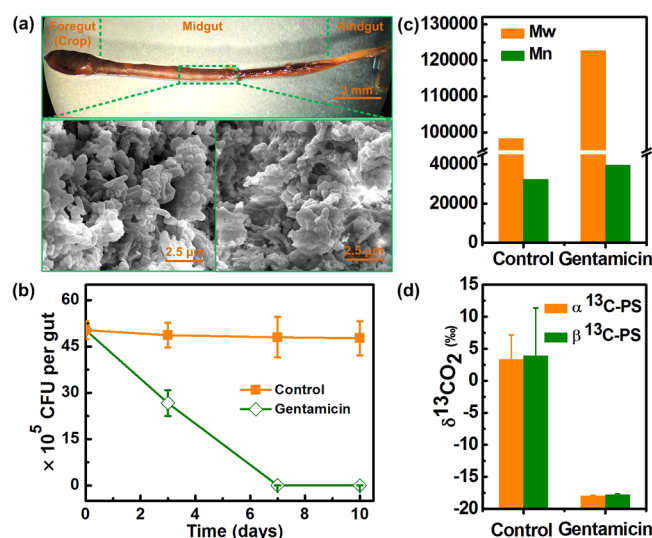 (a)
Foregut
(Crop)
Midgut
Hindgut
3 mm
2.5 μm
2.5 μm
(b)
60
45
30
15
0
× 10⁵ CFU per gut
Control
Gentamicin
0 2 4 6 8 10
Time (days)
(c)
Mw
Mn
130000
120000
110000
100000
40000
20000
0
Control Gentamicin
(d)
α ¹³C-PS
β ¹³C-PS
15
10
5
-0
-5
-10
-15
-20
δ¹³CO₂ (‰)
Control Gentamicin